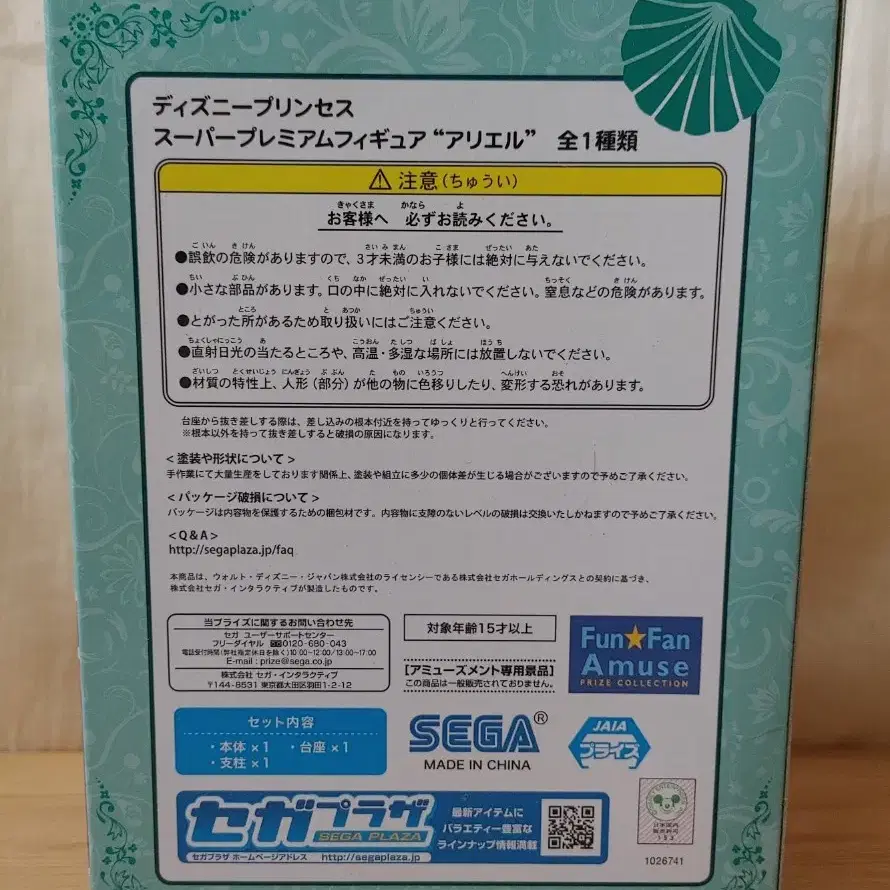 ディズニープリンセス
スーパープレミアムフィギュア“アリエル” 全1種類
注意(ちゅうい)
お客様へ 必ずお読みください。
●誤飲の危険がありますので、3才未満のお子様には絶対に与えないでください。
●小さな部品があります。口の中に絶対に入れないでください。窒息などの危険があります。
●とがった所があるため取り扱いにはご注意ください。
●直射日光の当たるところや、高温・多湿な場所には放置しないでください。
●材質の特性上、人形(部分)が他の物に色移りしたり、変形する恐れがあります。
台座から抜き差しする際は、差し込みの根本付近を持ってゆっくりと行ってください。
※根本以外を持って抜き差しすると破損の原因になります。
<塗装や形状について>
手作業にて大量生産をしております関係上、塗装や組立に多少の個体差が生じる場合がございますので予めご了承ください。
<パッケージ破損について>
パッケージは内容物を保護するための梱包材です。内容物に支障のないレベルの破損は交換いたしかねますので予めご了承ください。
<Q&A>
http://segaplaza.jp/faq
本商品は、ウォルト・ディズニー・ジャパン株式会社のライセンシーである株式会社セガホールディングスとの契約に基づき、
株式会社セガ・インタラクティブが製造したものです。
当プライズに関するお問い合わせ先
セガ ユーザーサポートセンター
フリーダイヤル 0120-680-043
電話受付時間(弊社指定休日を除く)10:00~12:00/13:00~17:00
E-mail : prize@sega.co.jp
株式会社 セガ・インタラクティブ
〒144-8531 東京都大田区羽田1-2-12
対象年齢15才以上
[アミューズメント専用景品]
この商品は一般販売されておりません。
Fun★Fan
Amuse
PRIZE COLLECTION
セット内容
・本体×1 ・台座×1
・支柱×1
SEGA®
MADE IN CHINA
JAIA
プライズ
セガプラザ
SEGA PLAZA
セガプラザ ホームページアドレス http://segaplaza.jp/
最新アイテムに
バラエティー豊富な
ラインナップ情報満載
日本国内
販売許可
1026741